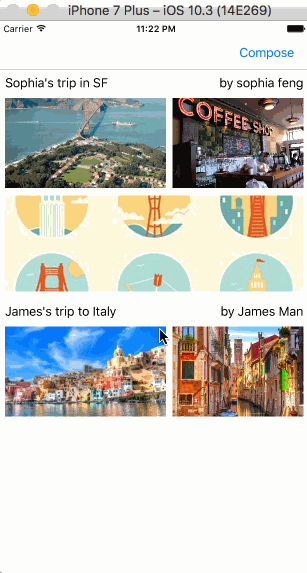 iPhone 7 Plus – iOS 10.3 (14E269)
Carrier 11:22 PM
Compose
Sophia's trip in SF by sophia feng
COFFEE SHOP
James's trip to Italy by James Man